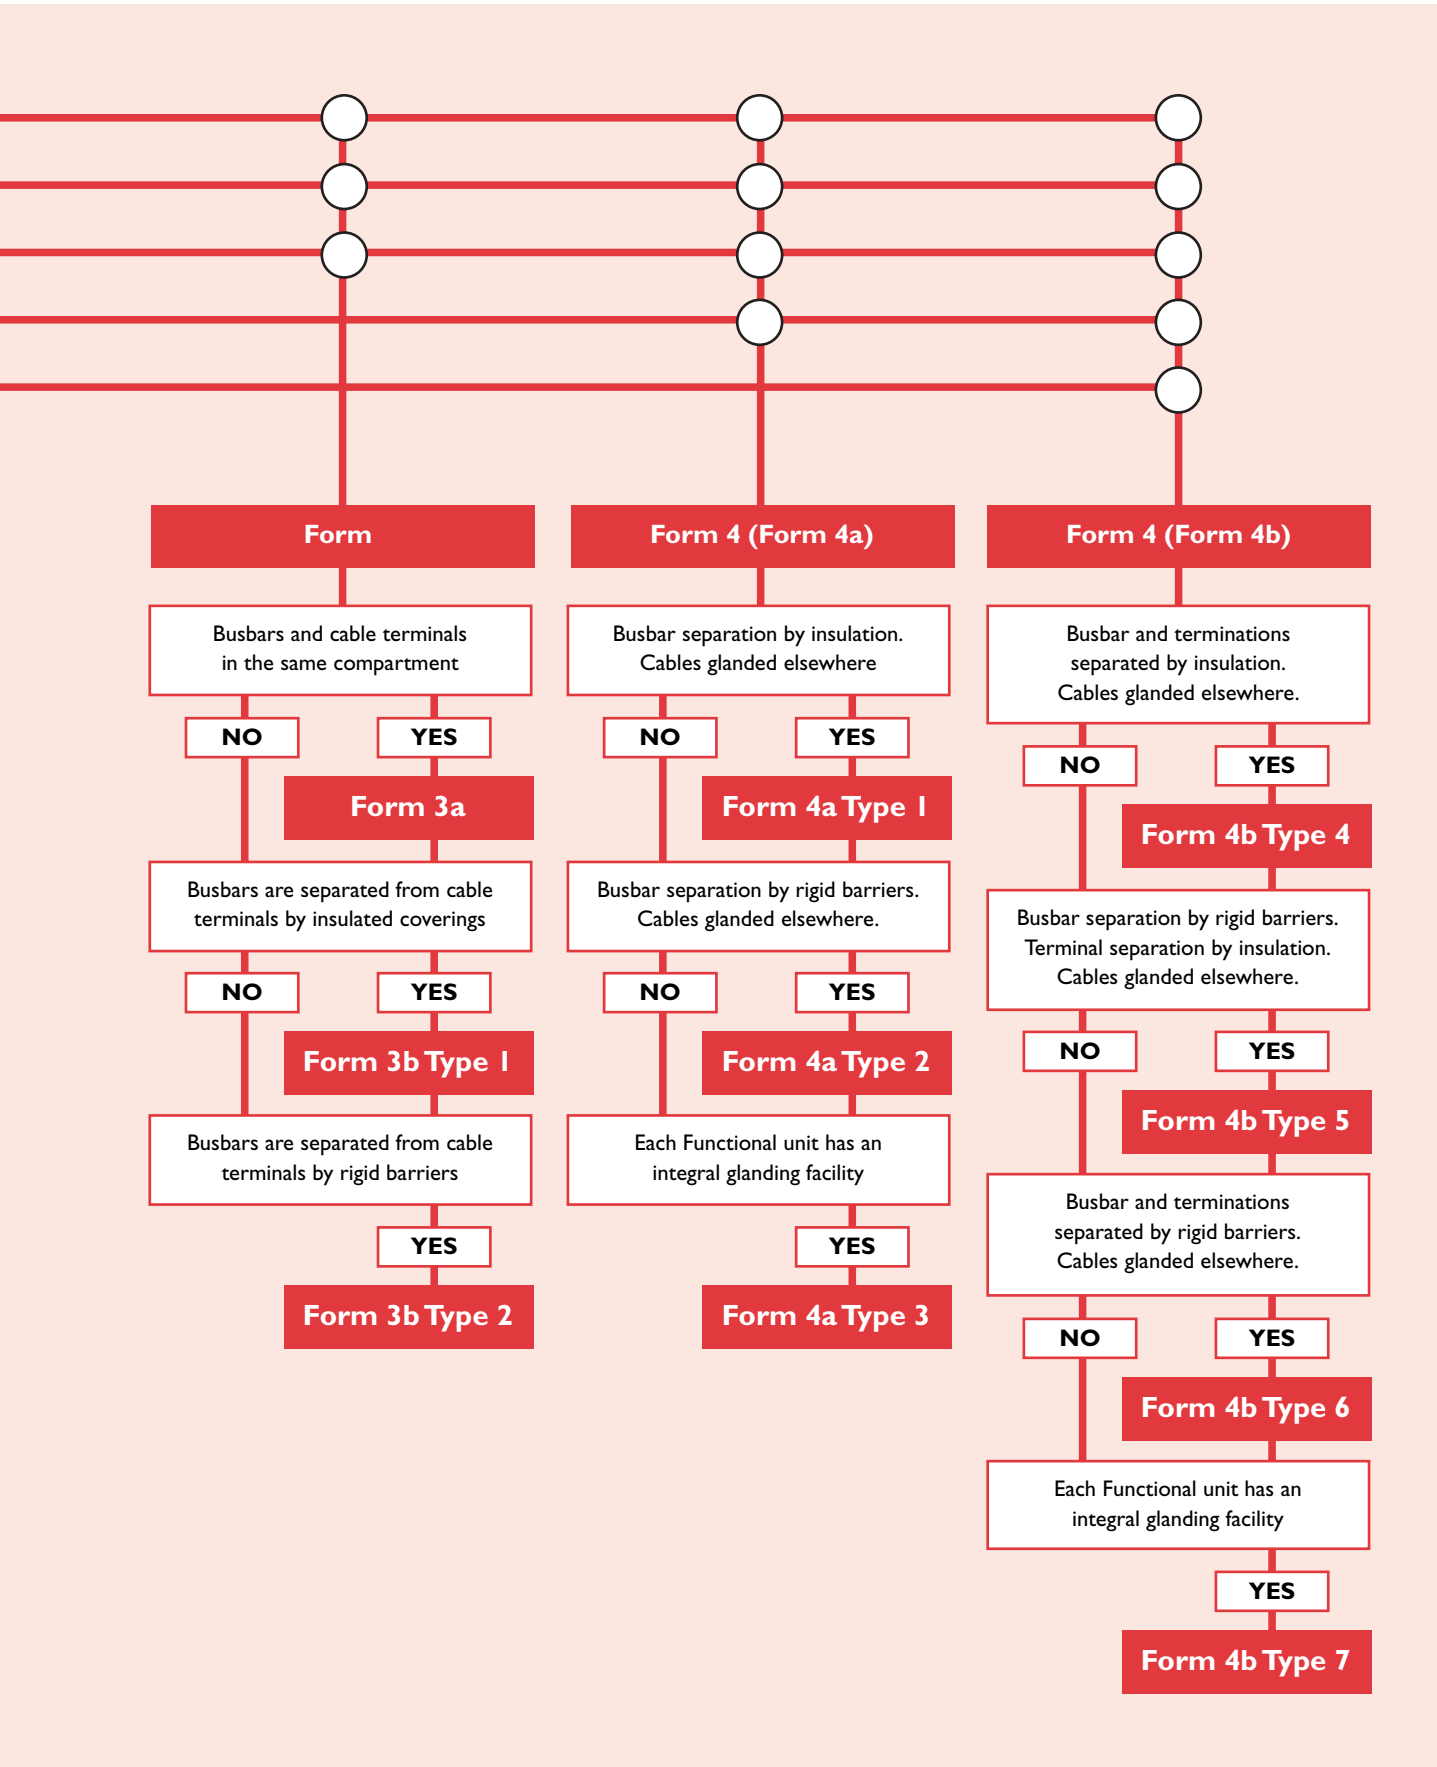 Form
Busbars and cable terminals
in the same compartment
NO
YES
Form 3a
Busbars are separated from cable
terminals by insulated coverings
NO
YES
Form 3b Type 1
Busbars are separated from cable
terminals by rigid barriers
YES
Form 3b Type 2
Form 4 (Form 4a)
Busbar separation by insulation.
Cables glanded elsewhere
NO
YES
Form 4a Type 1
Busbar separation by rigid barriers.
Cables glanded elsewhere.
NO
YES
Form 4a Type 2
Each Functional unit has an
integral glanding facility
YES
Form 4a Type 3
Form 4 (Form 4b)
Busbar and terminations
separated by insulation.
Cables glanded elsewhere.
NO
YES
Form 4b Type 4
Busbar separation by rigid barriers.
Terminal separation by insulation.
Cables glanded elsewhere.
NO
YES
Form 4b Type 5
Busbar and terminations
separated by rigid barriers.
Cables glanded elsewhere.
NO
YES
Form 4b Type 6
Each Functional unit has an
integral glanding facility
YES
Form 4b Type 7